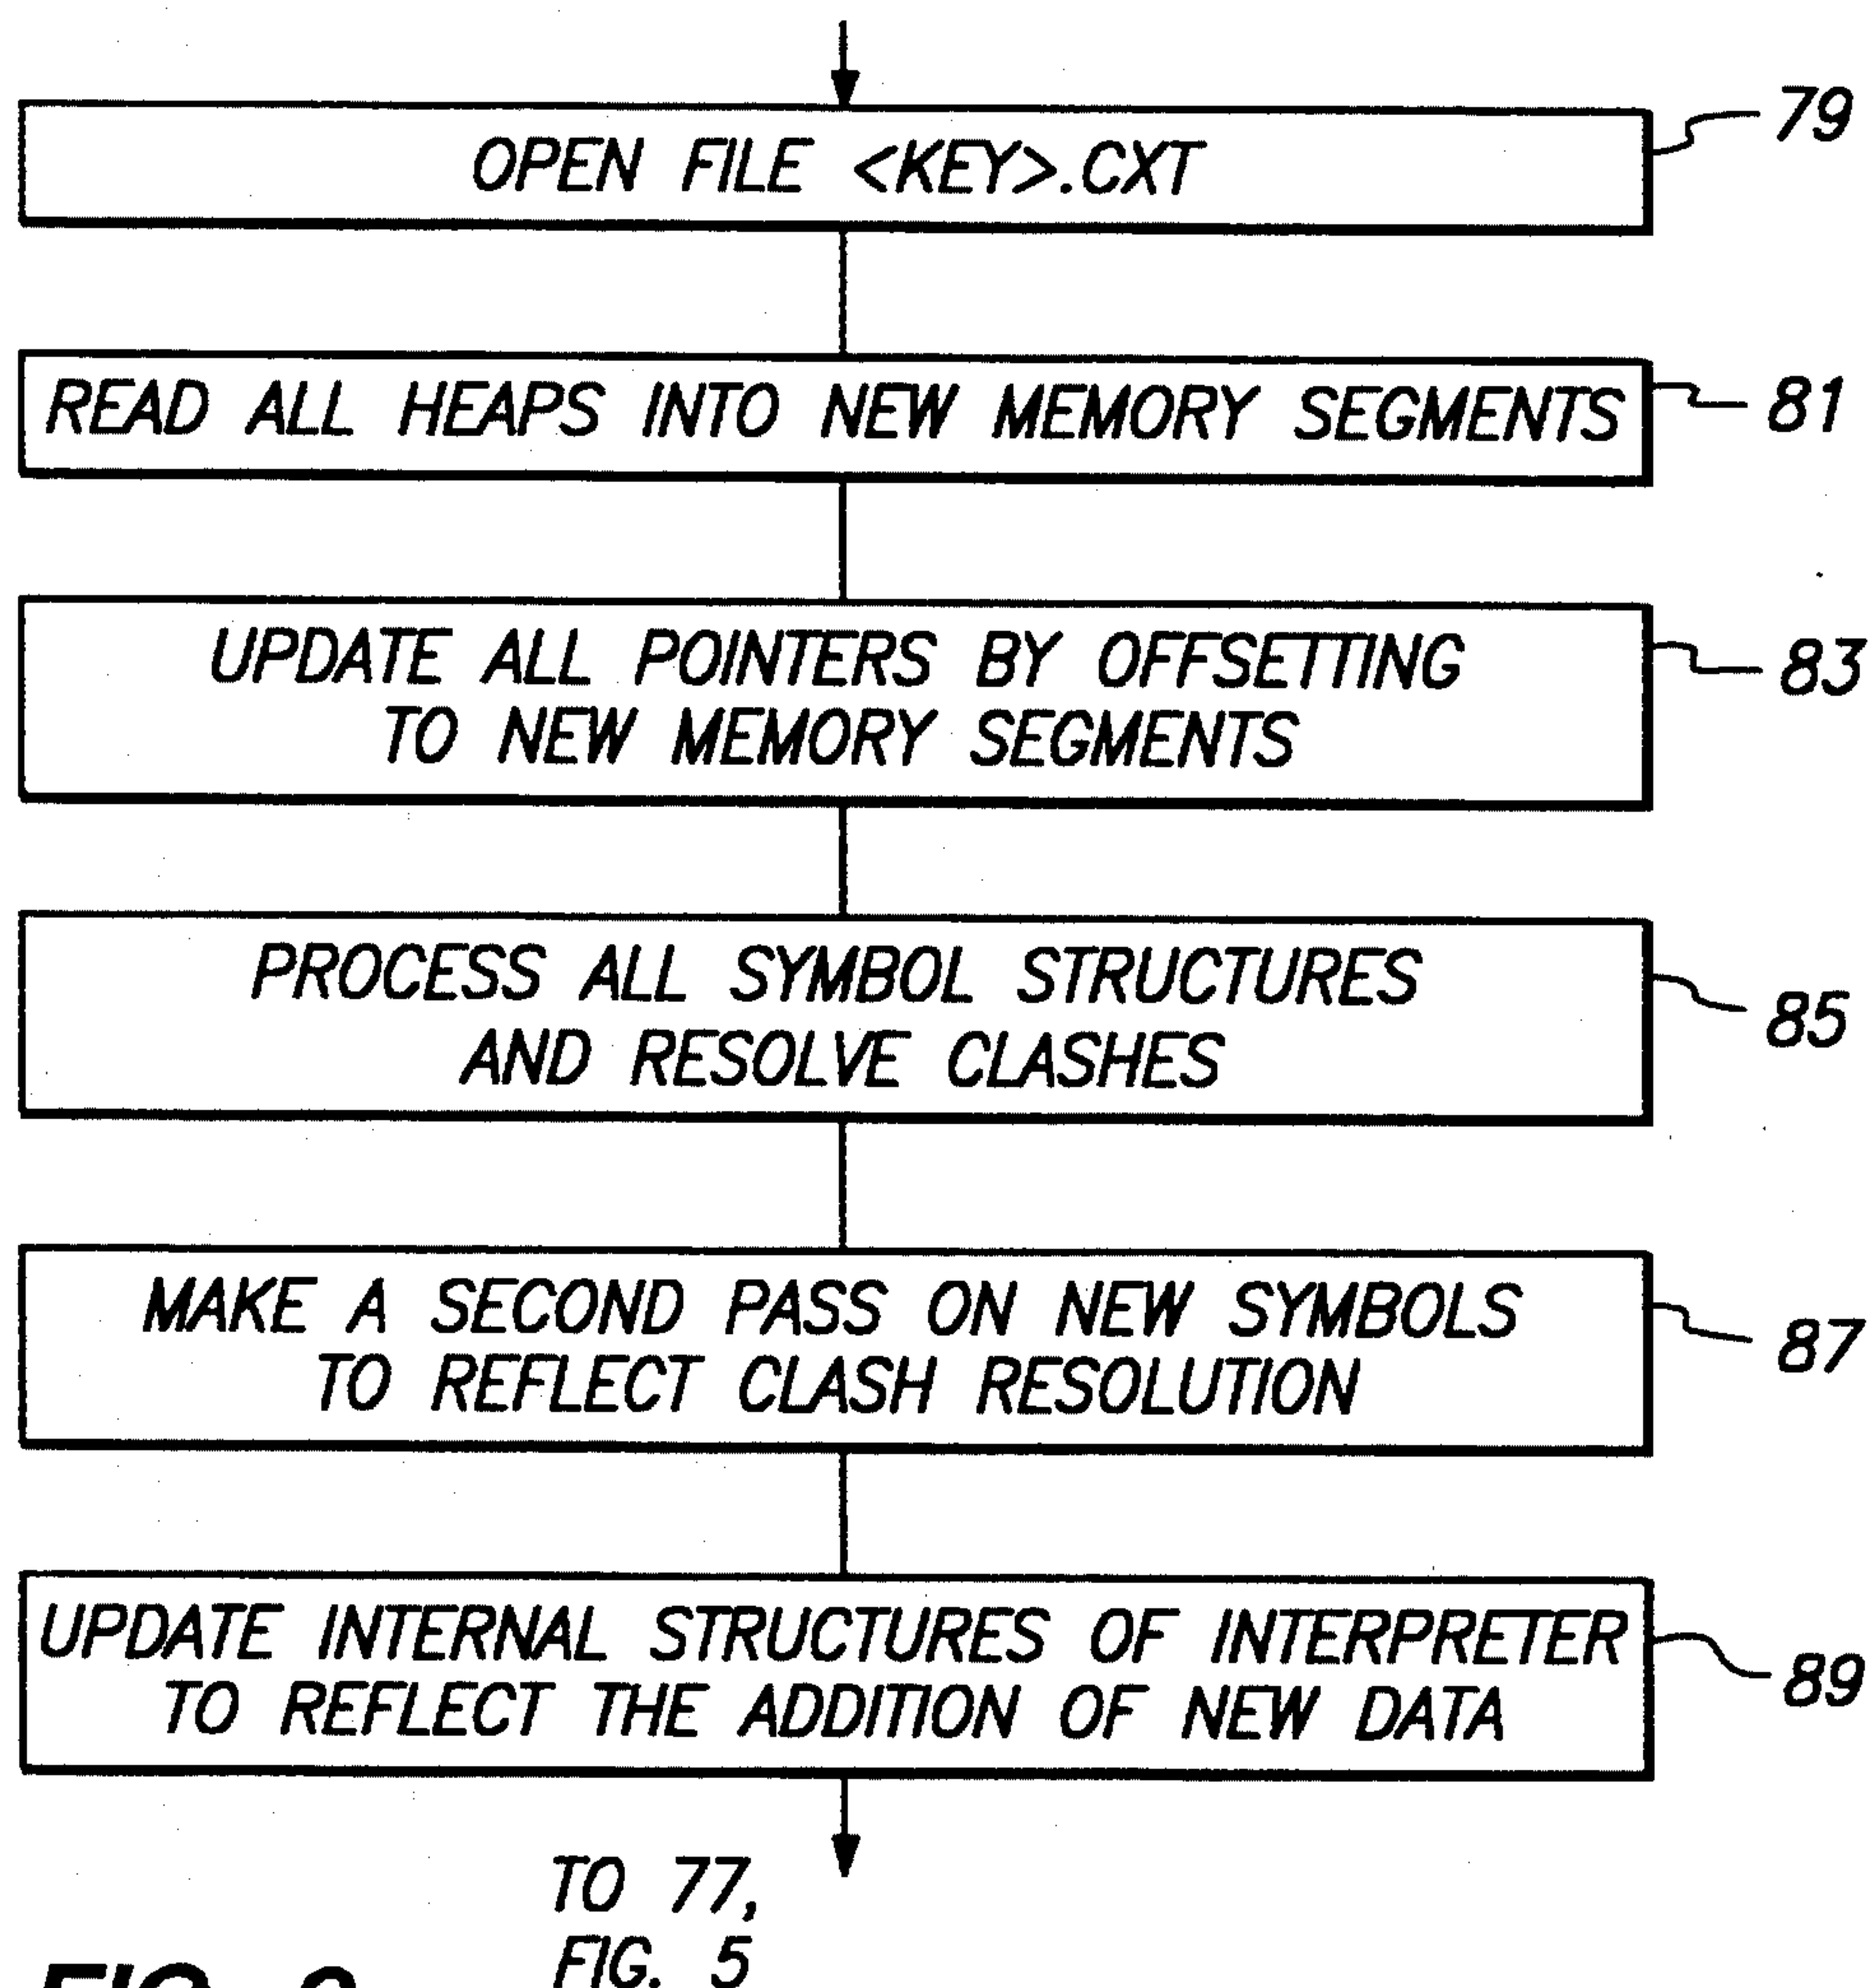 OPEN FILE <KEY>.CXT
79
READ ALL HEAPS INTO NEW MEMORY SEGMENTS
81
UPDATE ALL POINTERS BY OFFSETTING
TO NEW MEMORY SEGMENTS
83
PROCESS ALL SYMBOL STRUCTURES
AND RESOLVE CLASHES
85
MAKE A SECOND PASS ON NEW SYMBOLS
TO REFLECT CLASH RESOLUTION
87
UPDATE INTERNAL STRUCTURES OF INTERPRETER
TO REFLECT THE ADDITION OF NEW DATA
89
TO 77,
FIG. 5
FIG.